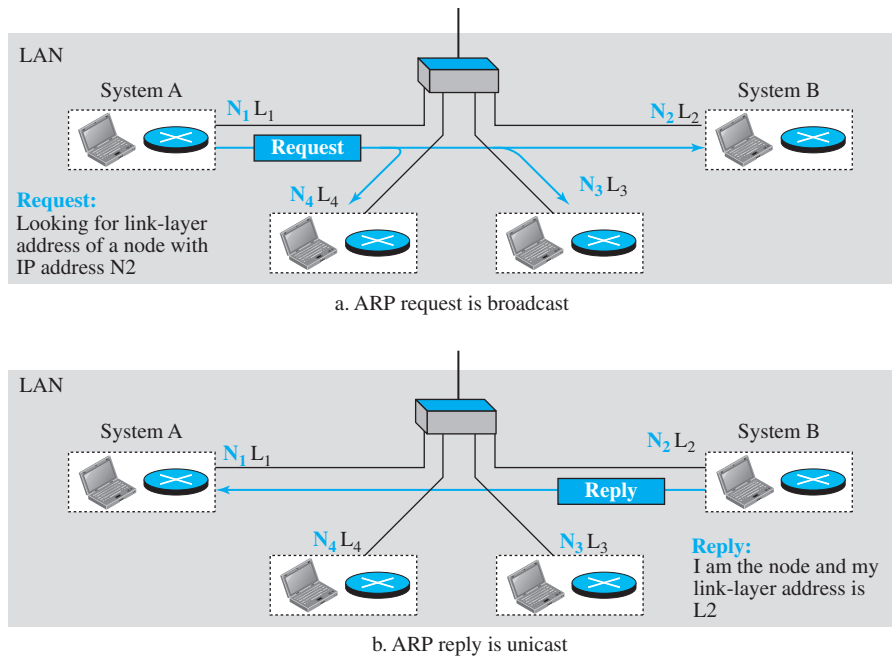 LAN
System A
System B
N1 L1
N2 L2
Request
N4 L4
N3 L3
Request:
Looking for link-layer
address of a node with
IP address N2
a. ARP request is broadcast
LAN
System A
System B
N1 L1
N2 L2
Reply
N4 L4
N3 L3
Reply:
I am the node and my
link-layer address is
L2
b. ARP reply is unicast